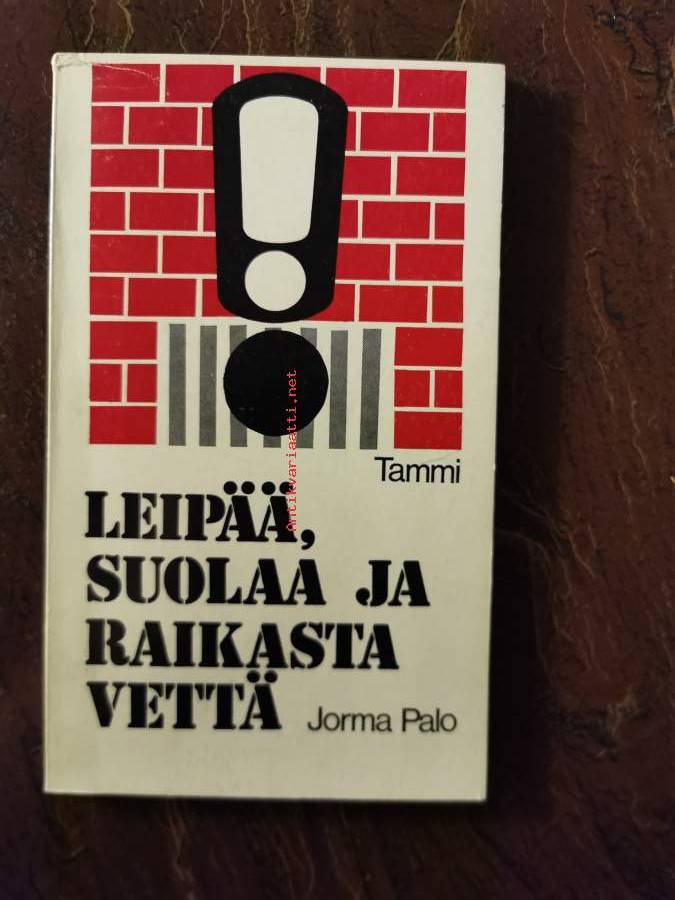 Tammi
LEIPÄÄ,
SUOLAA JA
RAIKASTA
VETTÄ
Jorma Palo
Antikvariaatti.net